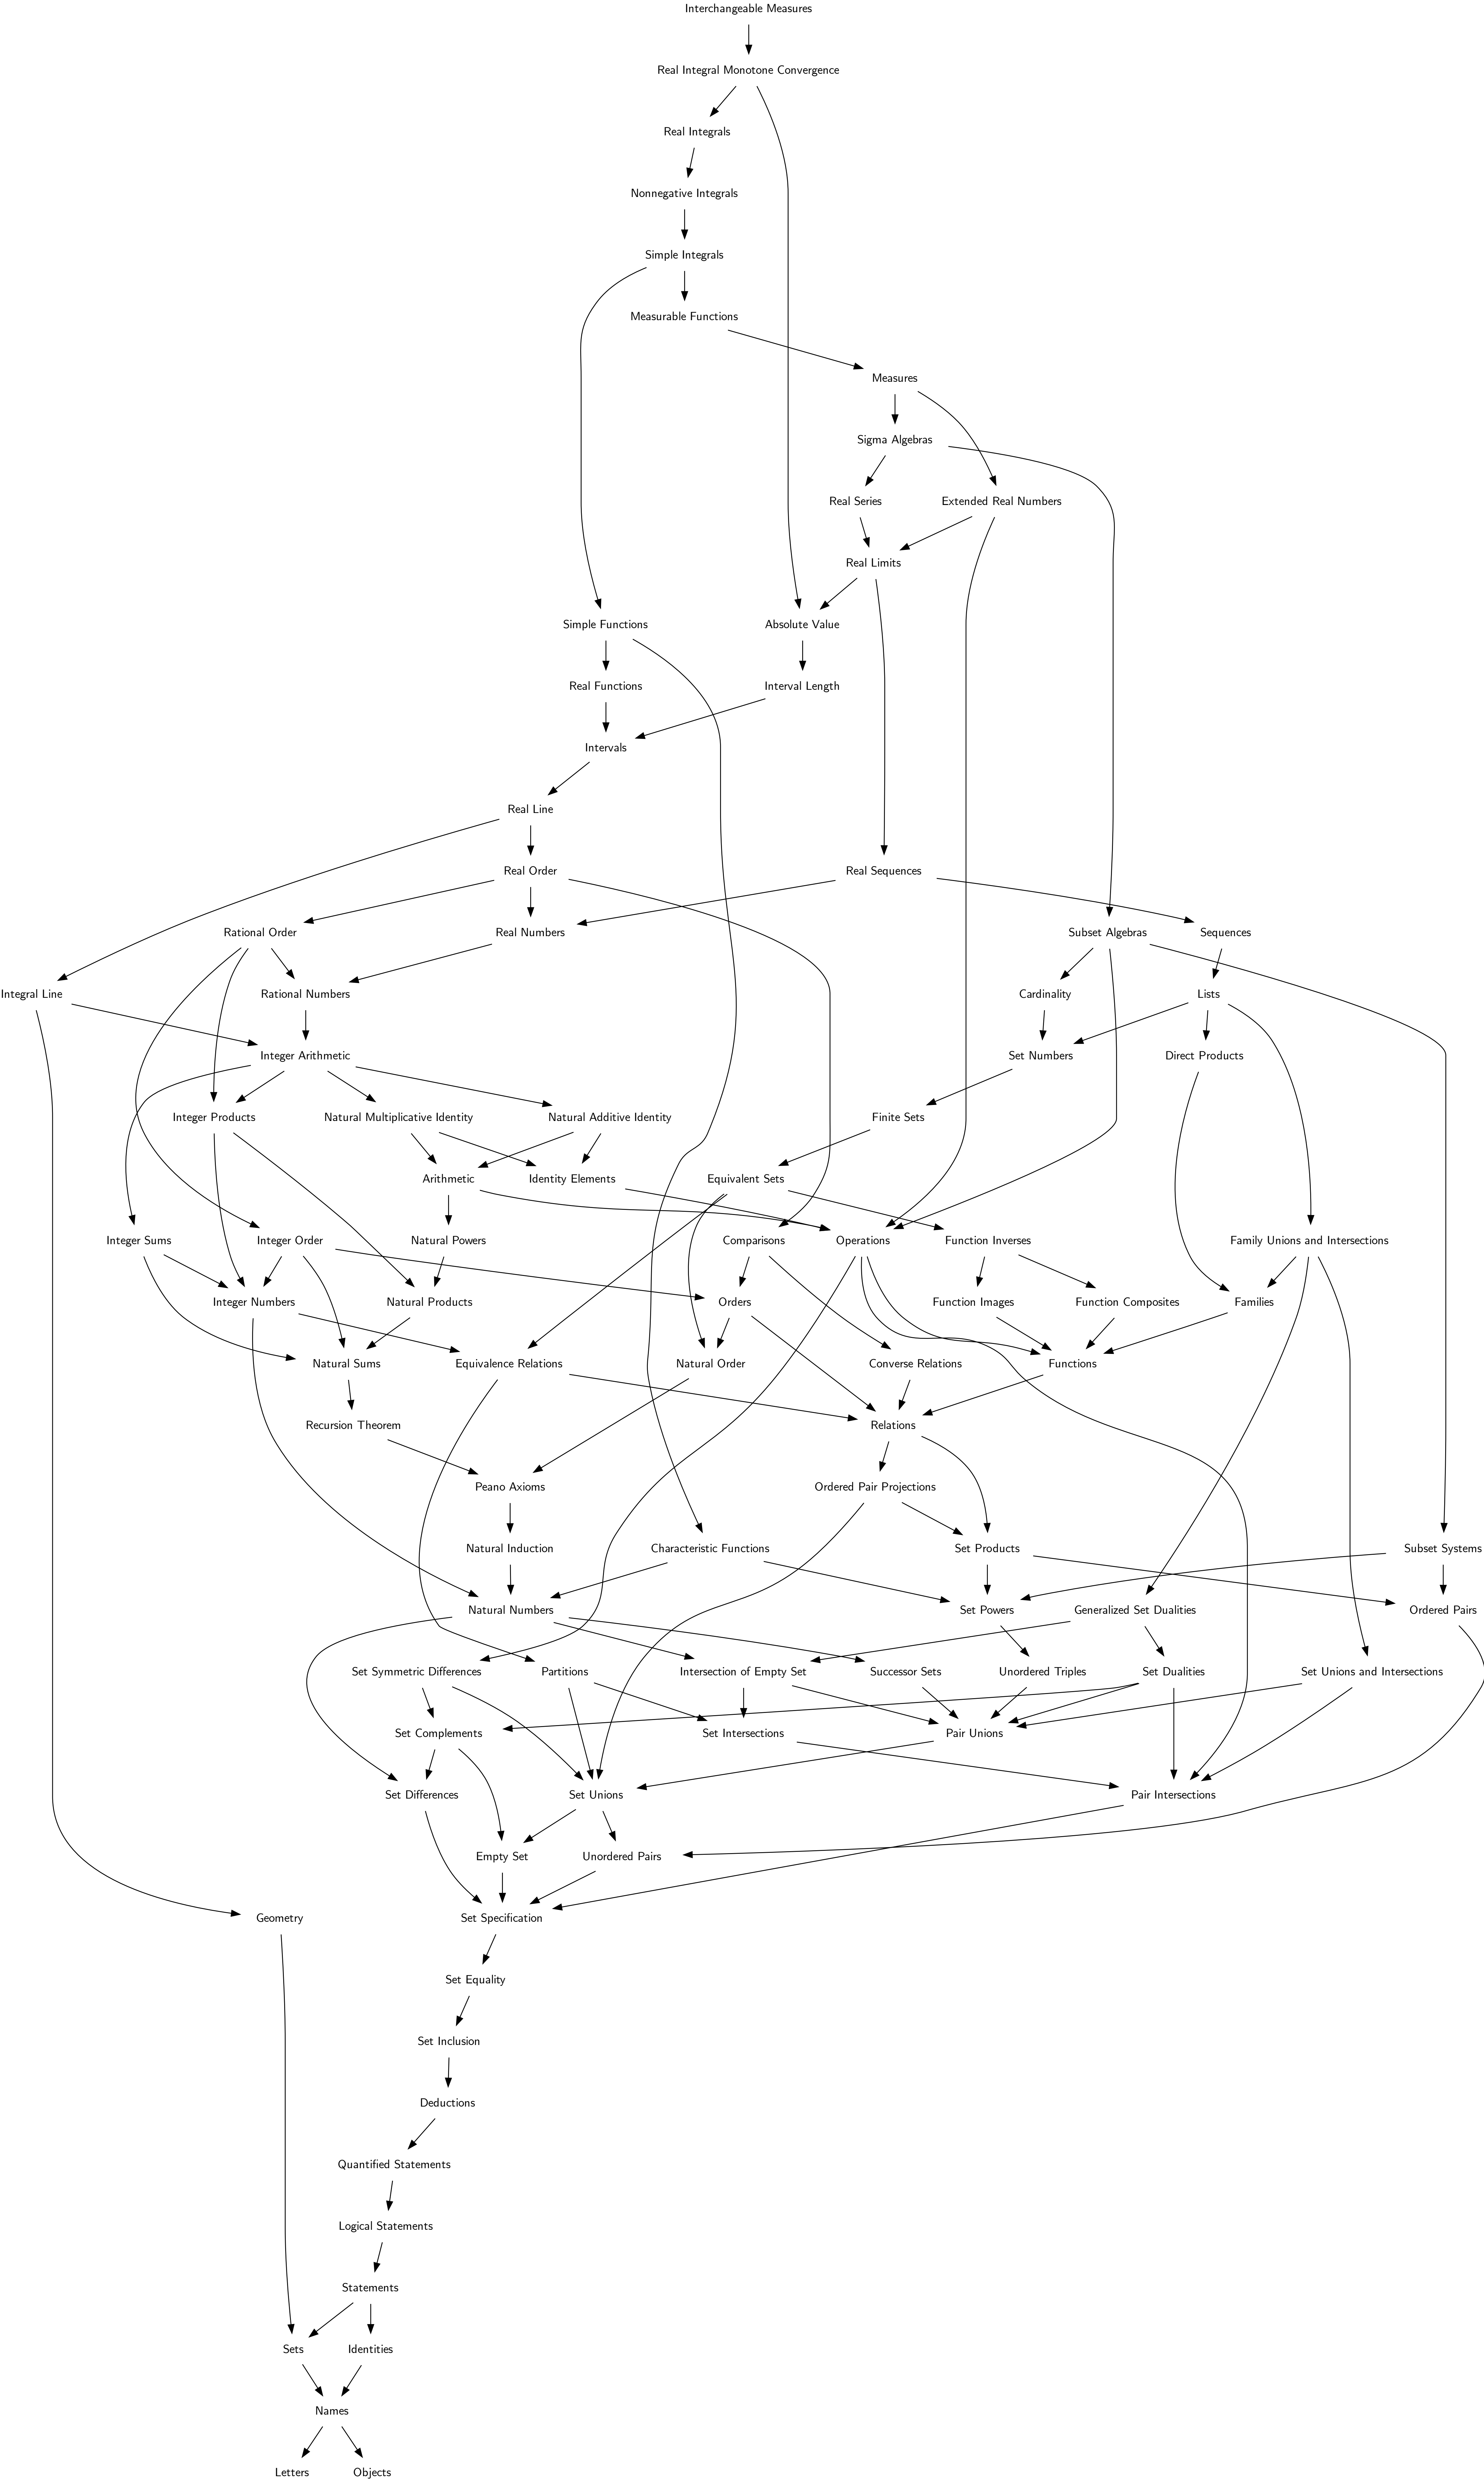 Interchangeable Measures
Real Integral Monotone Convergence
Real Integrals
Nonnegative Integrals
Simple Integrals
Measurable Functions
Measures
Sigma Algebras
Real Series
Extended Real Numbers
Real Limits
Simple Functions
Absolute Value
Real Functions
Interval Length
Intervals
Real Line
Real Order
Real Sequences
Rational Order
Real Numbers
Subset Algebras
Sequences
Integral Line
Rational Numbers
Cardinality
Lists
Integer Arithmetic
Set Numbers
Direct Products
Integer Products
Natural Multiplicative Identity
Natural Additive Identity
Finite Sets
Arithmetic
Identity Elements
Equivalent Sets
Integer Sums
Integer Order
Natural Powers
Comparisons
Operations
Function Inverses
Family Unions and Intersections
Integer Numbers
Natural Products
Orders
Function Images
Function Composites
Families
Natural Sums
Equivalence Relations
Natural Order
Converse Relations
Functions
Recursion Theorem
Relations
Peano Axioms
Ordered Pair Projections
Natural Induction
Characteristic Functions
Set Products
Subset Systems
Natural Numbers
Set Powers
Generalized Set Dualities
Ordered Pairs
Set Symmetric Differences
Partitions
Intersection of Empty Set
Successor Sets
Unordered Triples
Set Dualities
Set Unions and Intersections
Set Complements
Set Intersections
Pair Unions
Set Differences
Set Unions
Pair Intersections
Empty Set
Unordered Pairs
Geometry
Set Specification
Set Equality
Set Inclusion
Deductions
Quantified Statements
Logical Statements
Statements
Sets
Identities
Names
Letters
Objects